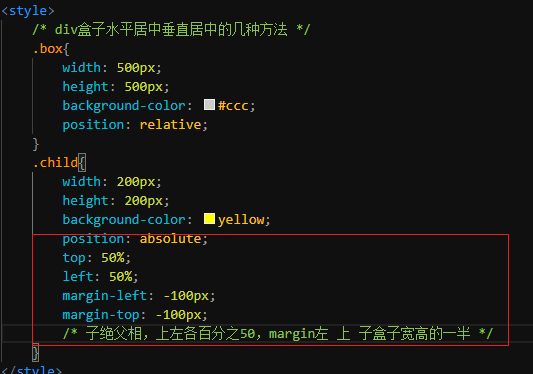 <style>
/* div盒子水平居中垂直居中的几种方法 */
.box{
width: 500px;
height: 500px;
background-color: #ccc;
position: relative;
}
.child{
width: 200px;
height: 200px;
background-color: yellow;
position: absolute;
top: 50%;
left: 50%;
margin-left: -100px;
margin-top: -100px;
/* 子绝父相，上左各百分之50，margin左 上 子盒子宽高的一半 */
}
</style>